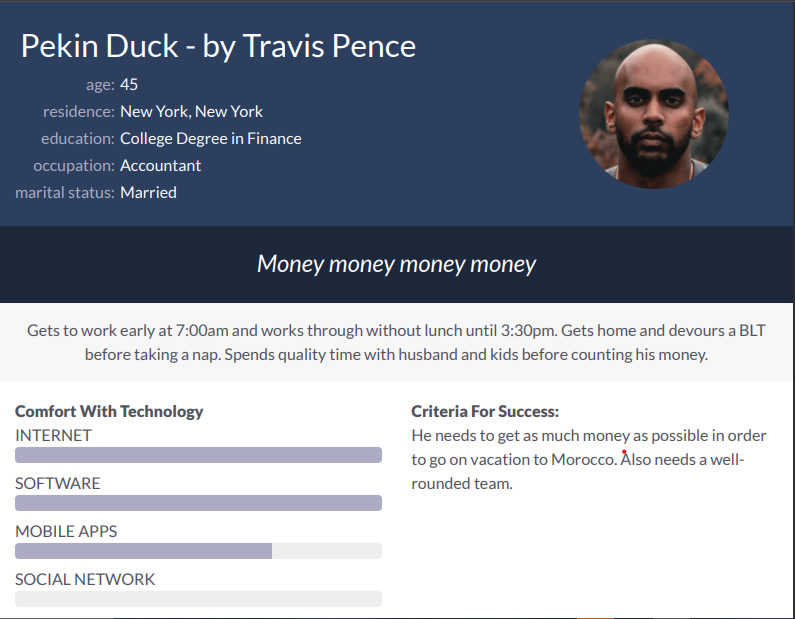 Pekin Duck - by Travis Pence
age: 45
residence: New York, New York
education: College Degree in Finance
occupation: Accountant
marital status: Married
Money money money money
Gets to work early at 7:00am and works through without lunch until 3:30pm. Gets home and devours a BLT
before taking a nap. Spends quality time with husband and kids before counting his money.
Comfort With Technology
INTERNET
SOFTWARE
MOBILE APPS
SOCIAL NETWORK
Criteria For Success:
He needs to get as much money as possible in order
to go on vacation to Morocco. Also needs a well-
rounded team.